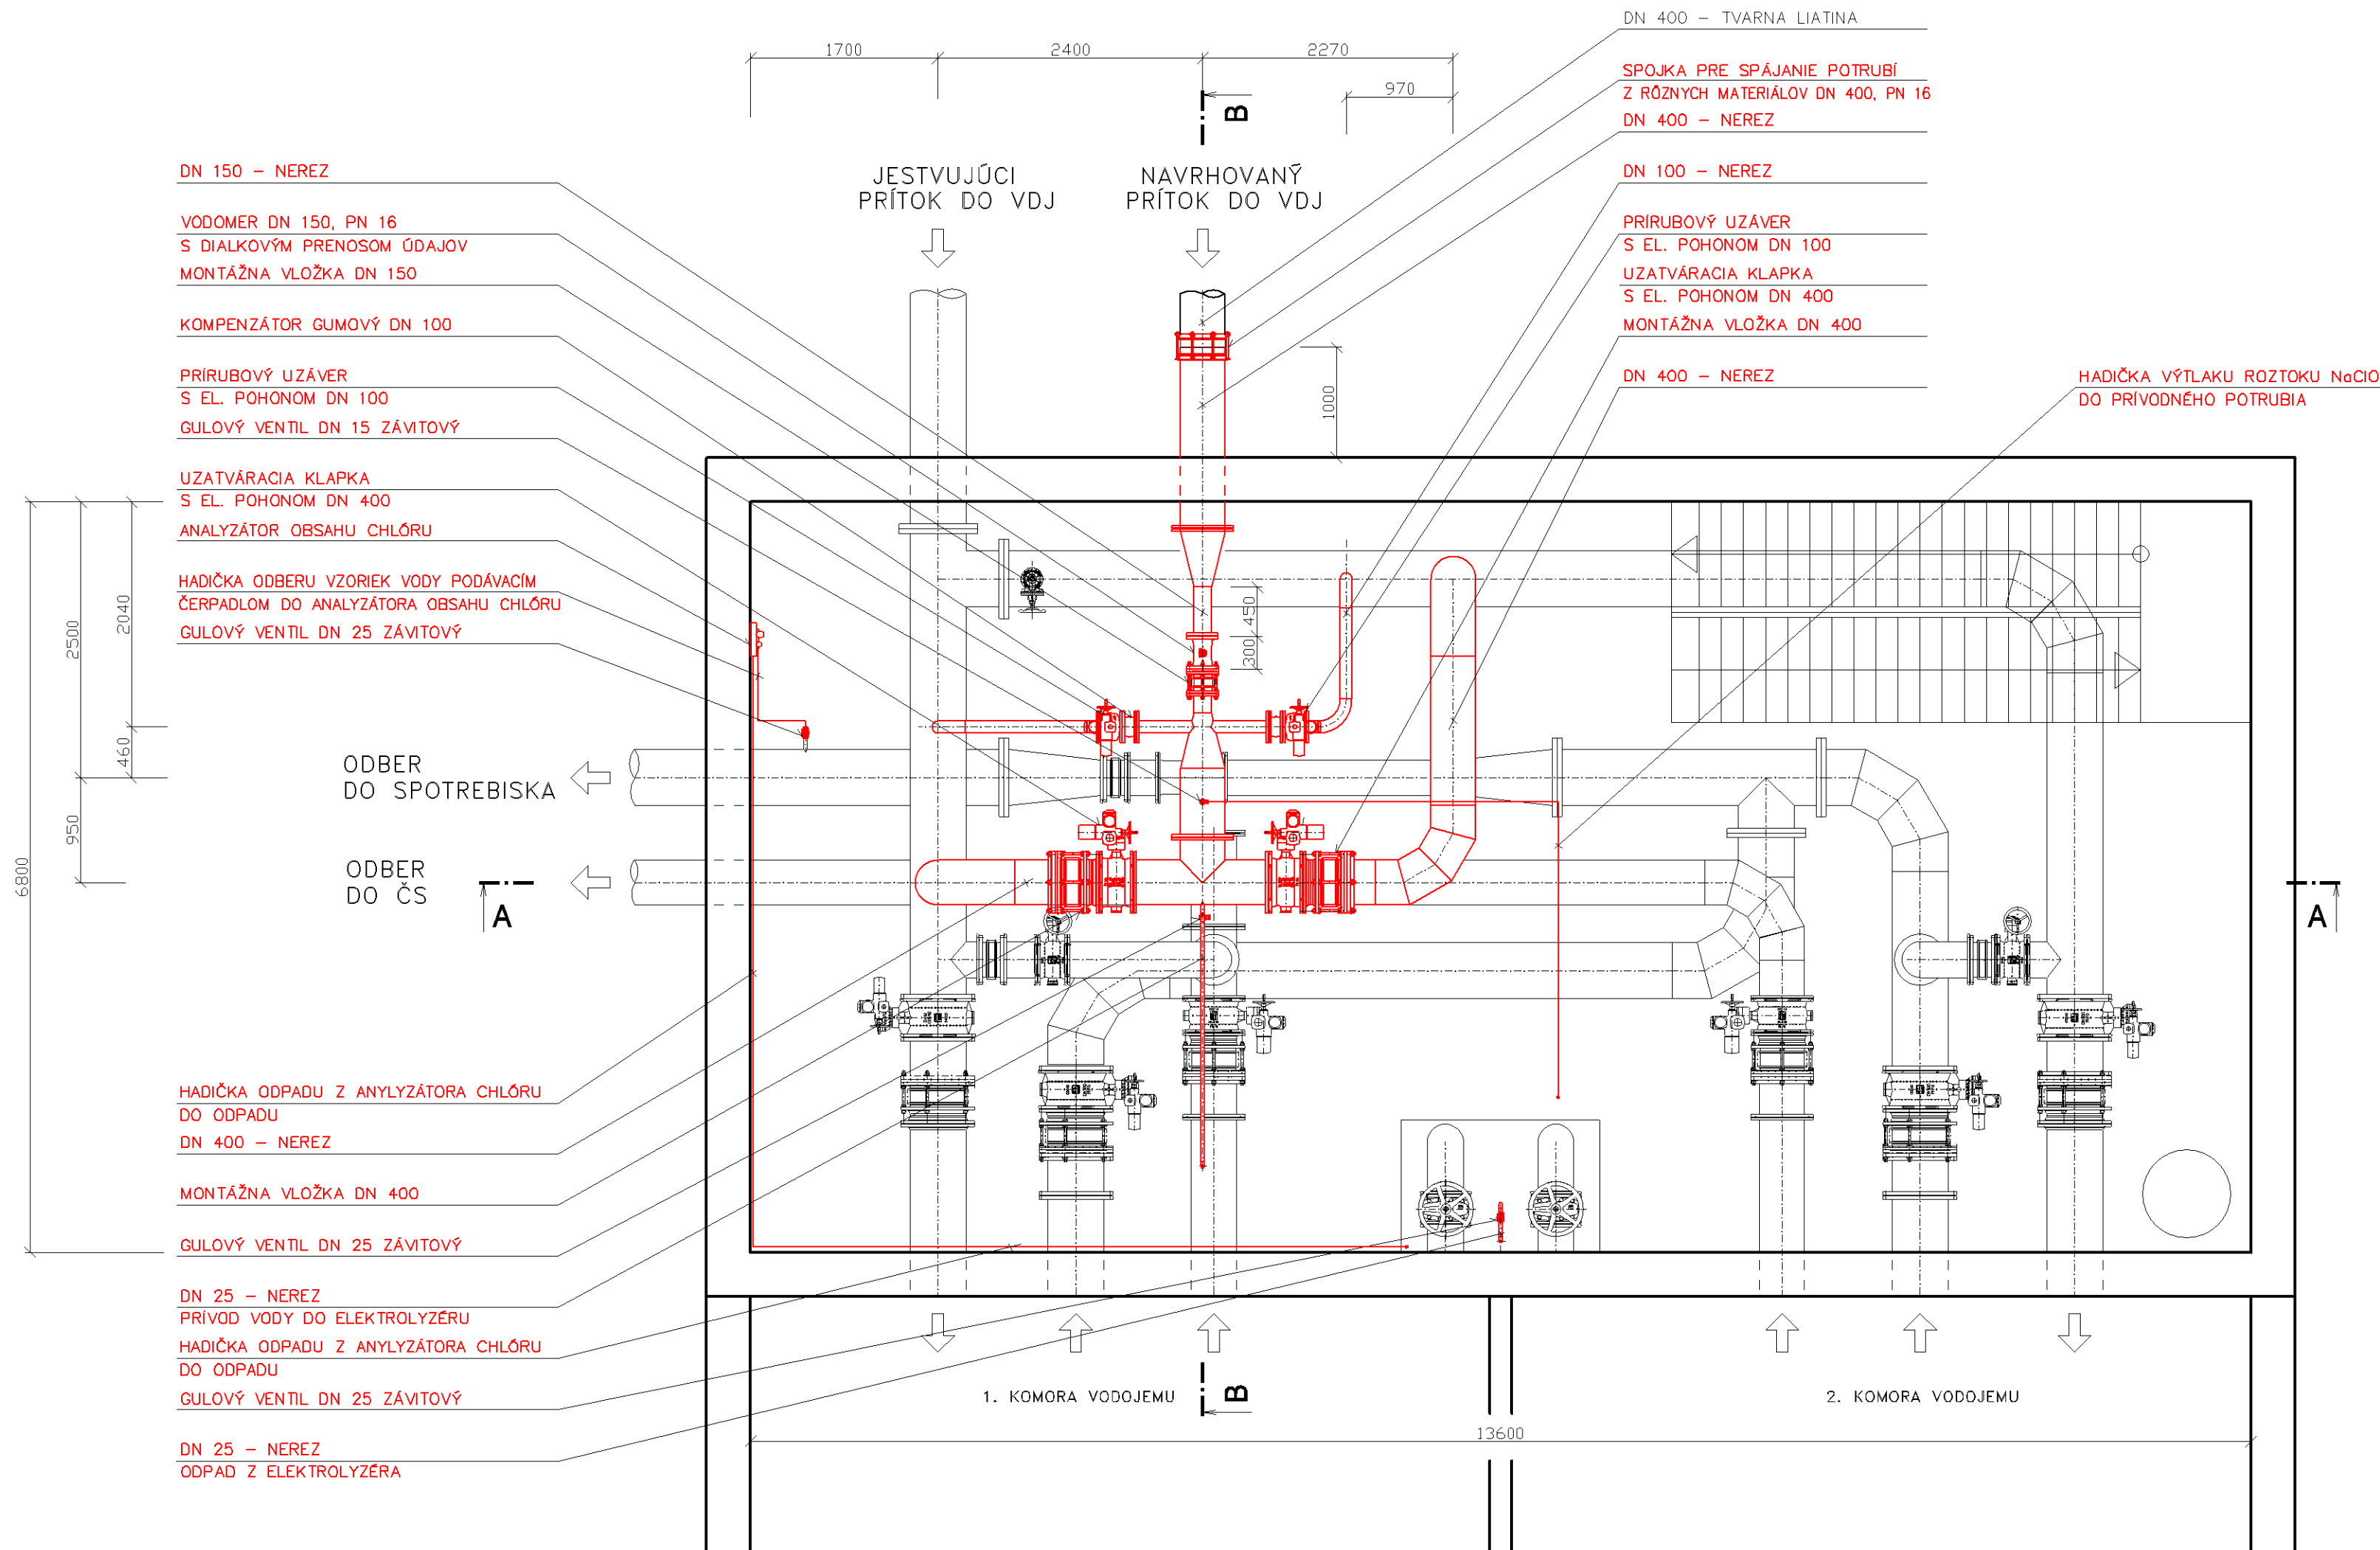 DN 400 – TVARNA LIATINA
1700
2400
2270
SPOJKA PRE SPÁJANIE POTRUBÍ
Z RÔZNYCH MATERIÁLOV DN 400, PN 16
970
B
DN 400 – NEREZ
DN 150 – NEREZ
JESTVUJÚCI
PRÍTOK DO VDJ
NAVRHOVANÝ
PRÍTOK DO VDJ
DN 100 – NEREZ
VODOMER DN 150, PN 16
S DIALKOVÝM PRENOSOM ÚDAJOV
PRÍRUBOVÝ UZÁVER
S EL. POHONOM DN 100
MONTÁŽNA VLOŽKA DN 150
UZATVÁRACIA KLAPKA
S EL. POHONOM DN 400
KOMPENZÁTOR GUMOVÝ DN 100
MONTÁŽNA VLOŽKA DN 400
PRÍRUBOVÝ UZÁVER
S EL. POHONOM DN 100
DN 400 – NEREZ
HADIČKA VÝTLAKU ROZTOKU NaClO
DO PRÍVODNÉHO POTRUBIA
1000
GULOVÝ VENTIL DN 15 ZÁVITOVÝ
UZATVÁRACIA KLAPKA
S EL. POHONOM DN 400
ANALYZÁTOR OBSAHU CHLÓRU
HADIČKA ODBERU VZORIEK VODY PODÁVACÍM
ČERPADLOM DO ANALYZÁTORA OBSAHU CHLÓRU
GULOVÝ VENTIL DN 25 ZÁVITOVÝ
2040
2500
450
300
460
ODBER
DO SPOTREBISKA
950
6800
ODBER
DO ČS
A
A
HADIČKA ODPADU Z ANYLYZÁTORA CHLÓRU
DO ODPADU
DN 400 – NEREZ
MONTÁŽNA VLOŽKA DN 400
GULOVÝ VENTIL DN 25 ZÁVITOVÝ
DN 25 – NEREZ
PRÍVOD VODY DO ELEKTROLYZÉRU
HADIČKA ODPADU Z ANYLYZÁTORA CHLÓRU
DO ODPADU
GULOVÝ VENTIL DN 25 ZÁVITOVÝ
1. KOMORA VODOJEMU
B
2. KOMORA VODOJEMU
13600
DN 25 – NEREZ
ODPAD Z ELEKTROLYZÉRA